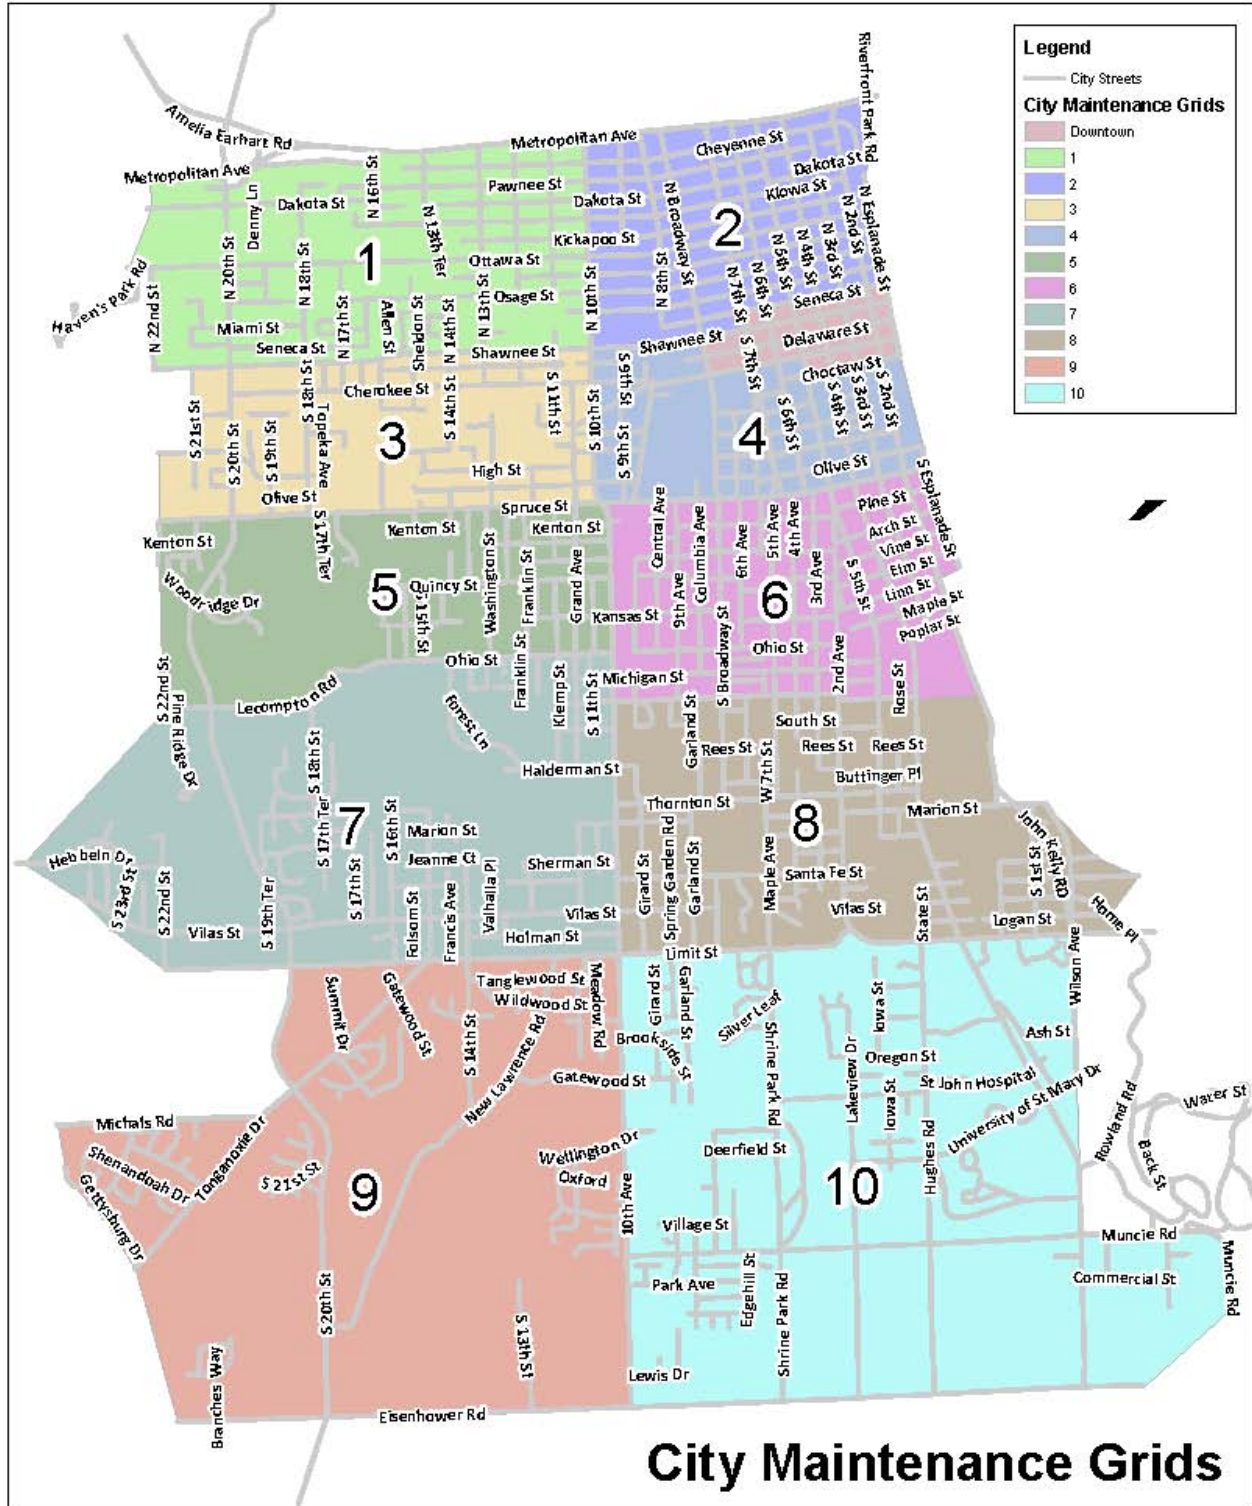 Legend
City Streets
City Maintenance Grids
Downtown
1
2
3
4
5
6
7
8
9
10
Riverfront Park Rd
Amelia Earhart Rd
Metropolitan Ave
Cheyenne St
Metropolitan Ave
Dakota St
Pawnee St
Kiowa St
Dakota St
Dakota St
Denny Ln
N 16th St
N 13th Ter
N Broadway St
N 2nd St
N Esplanade St
Kickapoo St
2
1
N 5th St
N 4th St
N 3rd St
Ottawa St
N 20th St
N 18th St
N 8th St
N 7th St
N 6th St
Haven's Park Rd
N 22nd St
N 17th St
Allen St
Sheldon St
N 14th St
N 13th St
Osage St
N 10th St
Seneca St
Miami St
Seneca St
Shawnee St
Shawnee St
Delaware St
S 7th St
Choctaw St
S 18th St
Cherokee St
S 14th St
S 11th St
S 10th St
S 9th St
S 9th St
S 6th St
S 4th St
S 3rd St
S 2nd St
S 21st St
S 20th St
S 19th St
Topeka Ave
3
4
High St
Olive St
Olive St
S Esplanade St
Spruce St
Kenton St
Kenton St
Kenton St
S 17th Ter
Pine St
Arch St
Vine St
Elm St
Linn St
Maple St
Poplar St
Central Ave
Columbia Ave
6th Ave
5th Ave
4th Ave
3rd Ave
S 5th St
Woodridge Dr
5
Quincy St
S 15th St
Washington St
Franklin St
Grand Ave
Kansas St
9th Ave
6
Ohio St
S Broadway St
2nd Ave
Rose St
Ohio St
Franklin St
Klemp St
S 11th St
Michigan St
S 22nd St
Pine Ridge Dr
Lecompton Rd
Forest Ln
Garland St
South St
Rees St
Rees St
Rees St
S 18th St
Halderman St
W 7th St
Buttinger Pl
S 17th Ter
7
S 16th St
Marion St
Thornton St
8
Marion St
John Kelly RD
Hebbeln Dr
S 23rd St
S 22nd St
Jeanne Ct
Sherman St
S 17th St
Valhalla Pl
Girard St
Spring Garden Rd
Garland St
Maple Ave
Santa Fe St
S 1st St
S 19th Ter
Folsom St
Francis Ave
Vilas St
Vilas St
Vilas St
State St
Logan St
Home Pl
Holman St
Limit St
Wilson Ave
Summit Dr
Gatewood St
Tanglewood St
Wildwood St
Meadow Rd
Girard St
Garland St
Silver Leaf
Iowa St
S 14th St
New Lawrence Rd
Brookside St
Shrine Park Rd
Lakeview Dr
Ash St
Oregon St
Gatewood St
Iowa St
St John Hospital
University of St Mary Dr
Rowland Rd
Water St
Michals Rd
Tonganoxie Dr
Shenandoah Dr
Gettysburg Dr
S 21st St
9
Wellington Dr
Oxford
10th Ave
Deerfield St
10
Hughes Rd
Back St
Village St
Muncie Rd
Muncie Rd
Park Ave
Edgehill St
Shrine Park Rd
Commercial St
S 20th St
S 13th St
Lewis Dr
Branches Way
Eisenhower Rd
City Maintenance Grids